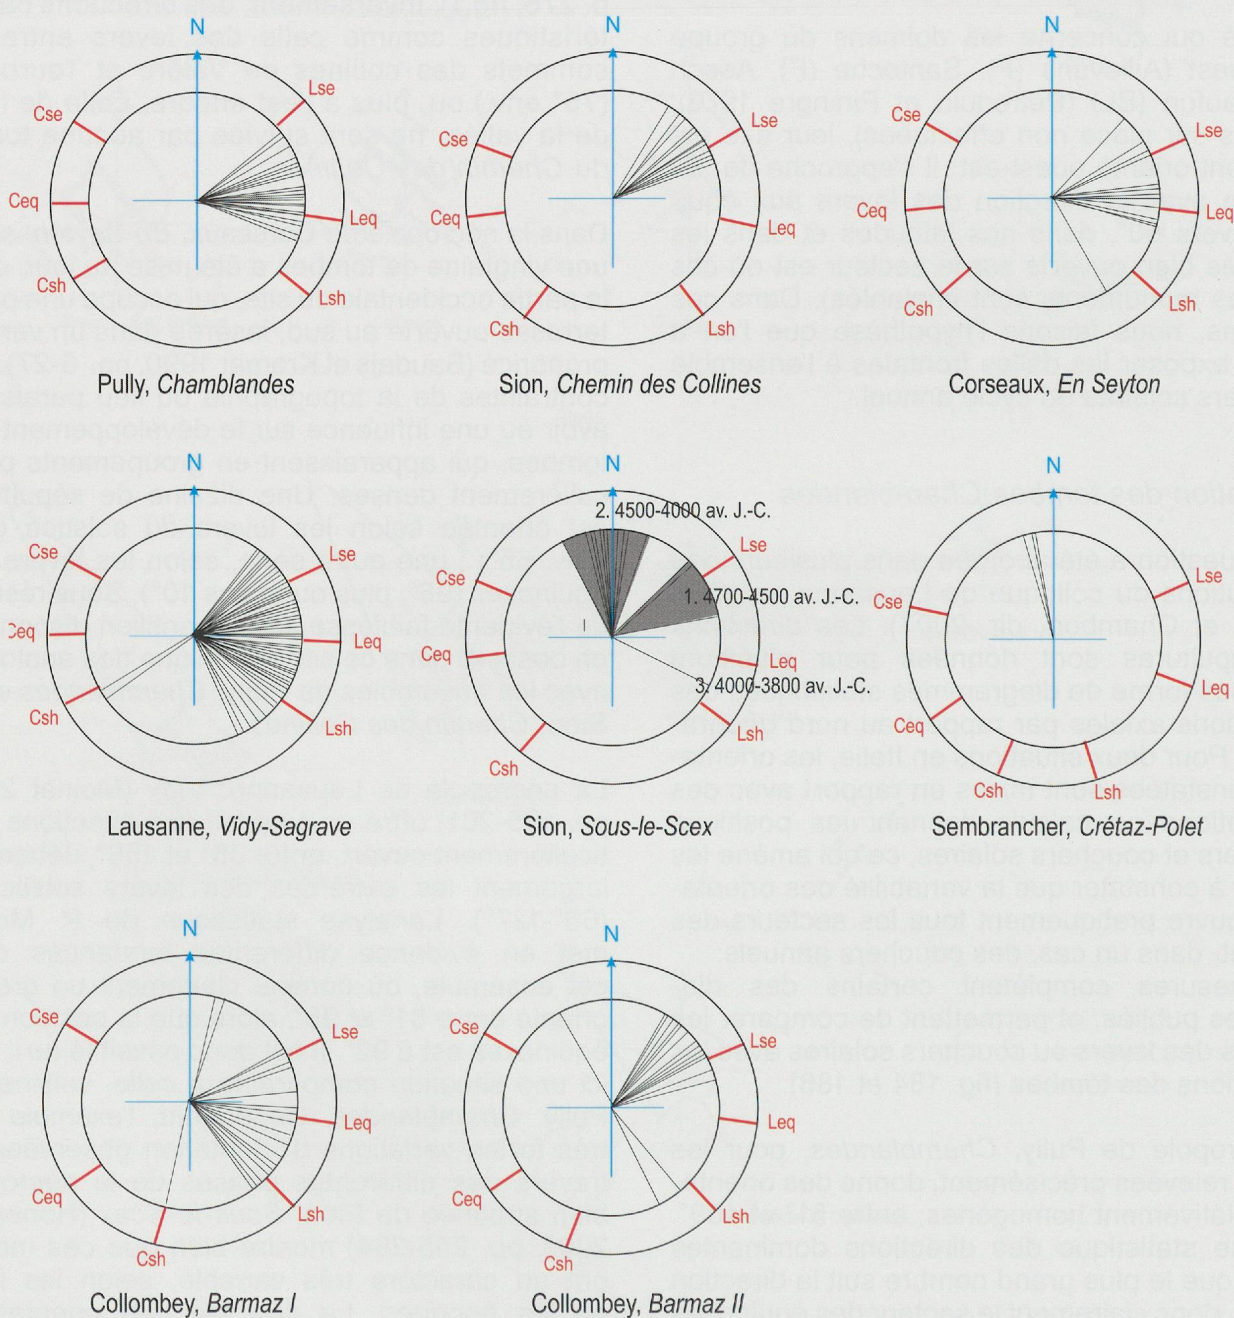 N
Lse
Cse
Ceq
Leq
Csh
Lsh
Pully, Chamblandes
N
Lse
Cse
Ceq
Leq
Csh
Lsh
Sion, Chemin des Collines
N
Lse
Cse
Ceq
Leq
Csh
Lsh
Corseaux, En Seyton
N
Lse
Cse
Ceq
Leq
Csh
Lsh
Lausanne, Vidy-Sagrave
N
2. 4500-4000 av. J.-C.
Lse
Cse
1. 4700-4500 av. J.-C.
Ceq
Leq
3. 4000-3800 av. J.-C.
Lsh
Csh
Sion, Sous-le-Scex
N
Lse
Cse
Leq
Ceq
Csh
Lsh
Sembrancher, Crétaz-Polet
N
Cse
Lse
Leq
Ceq
Lsh
Csh
Collombey, Barmaz I
N
Cse
Lse
Leq
Ceq
Lsh
Csh
Collombey, Barmaz II